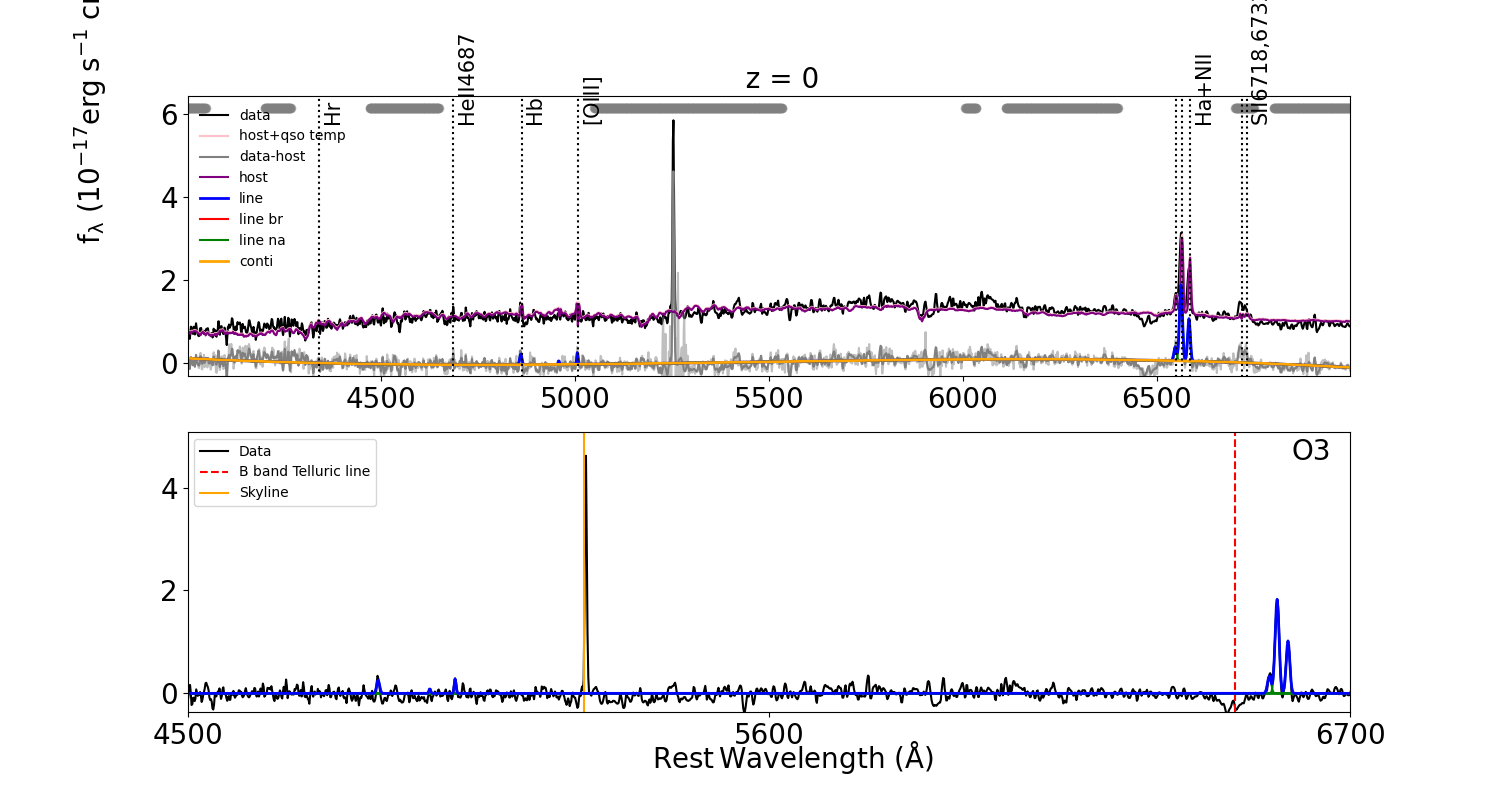 z = 0
f_λ (10^−17 erg s^−1 c
Hr
HeII4687
Hb
[OIII]
Ha+NII
SII6718,673
6
4
2
0
data
host+qso temp
data-host
host
line
line br
line na
conti
4500 5000 5500 6000 6500
O3
Data
B band Telluric line
Skyline
4
2
0
4500 5600 6700
Rest Wavelength (Å)